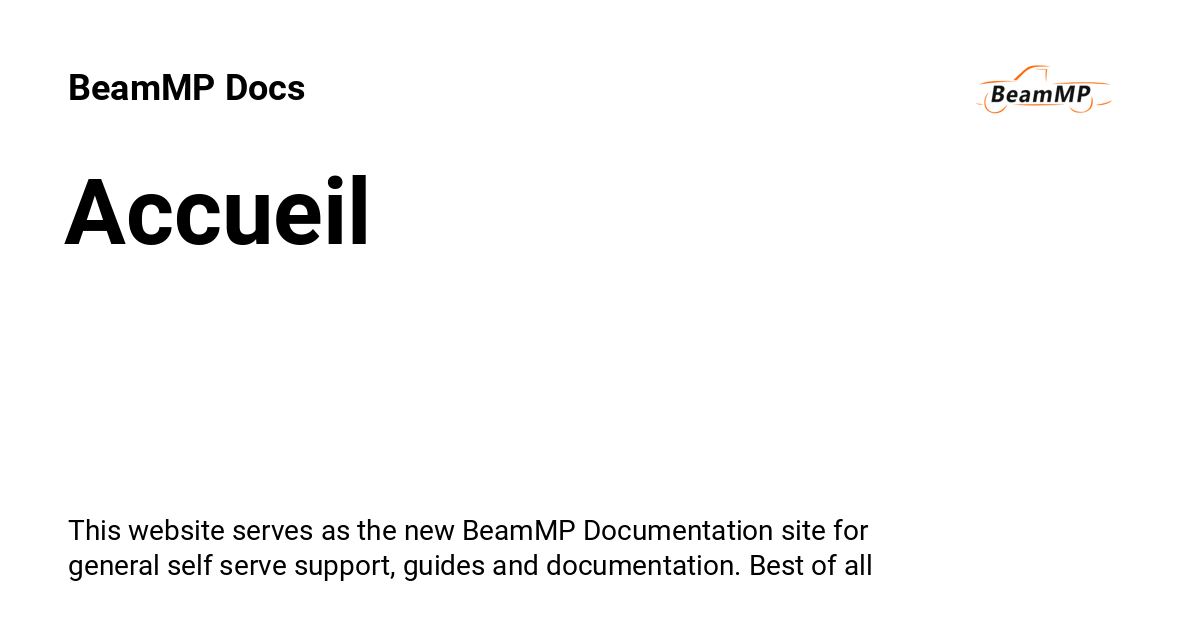 BeamMP Docs
BeamMP
Accueil
This website serves as the new BeamMP Documentation site for
general self serve support, guides and documentation. Best of all